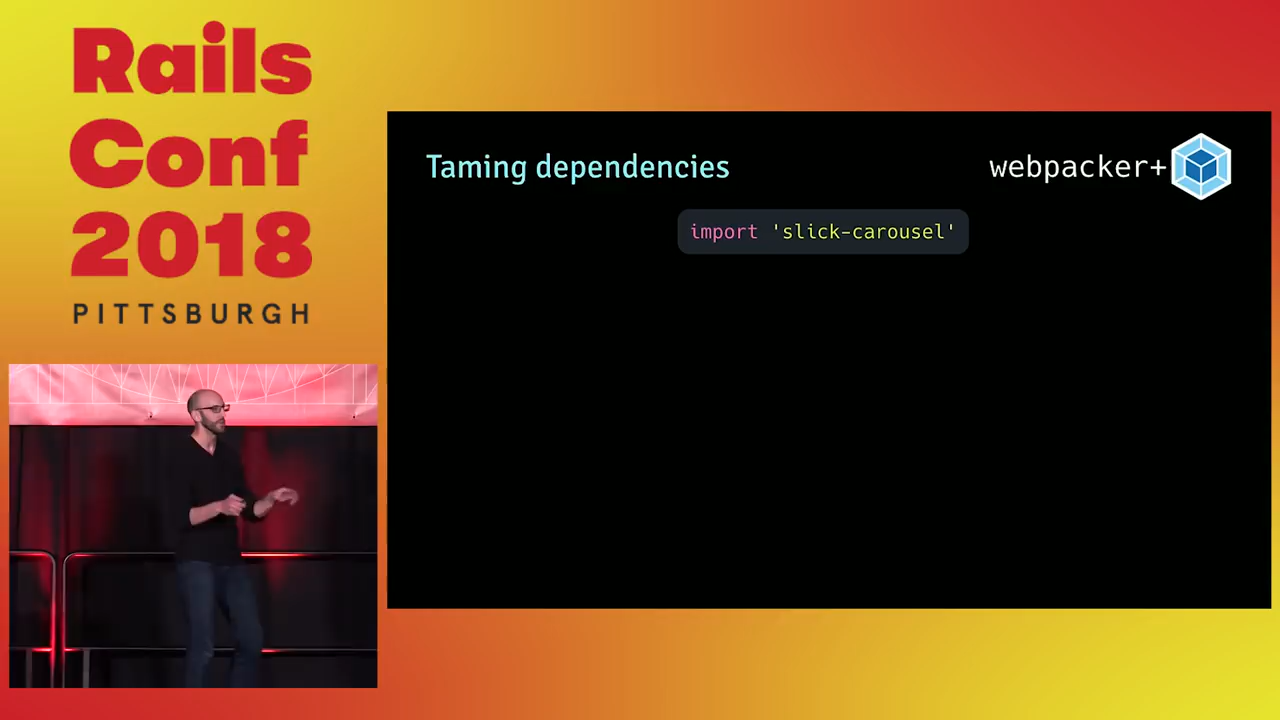 Rails
Conf
2018
PITTSBURGH
Taming dependencies
webpacker+
import 'slick-carousel'